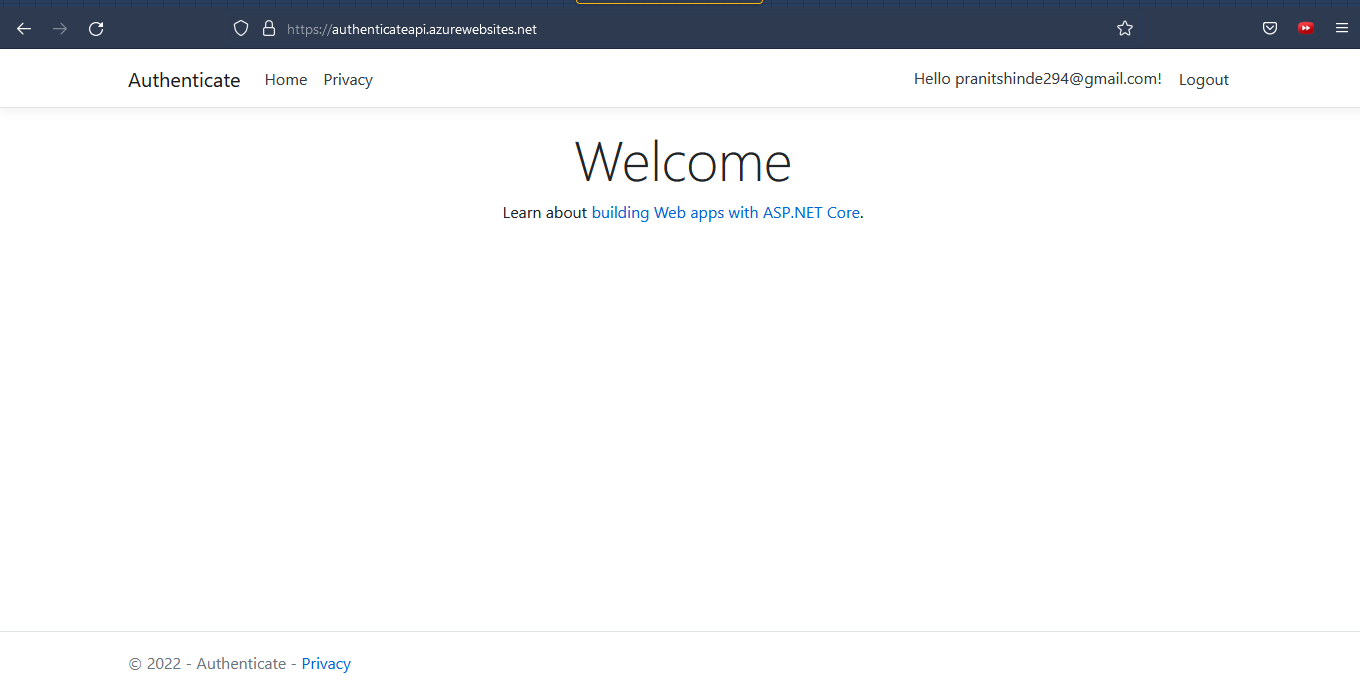 https://authenticateapi.azurewebsites.net
Authenticate Home Privacy Hello pranitshinde294@gmail.com! Logout
Welcome
Learn about building Web apps with ASP.NET Core.
© 2022 - Authenticate - Privacy